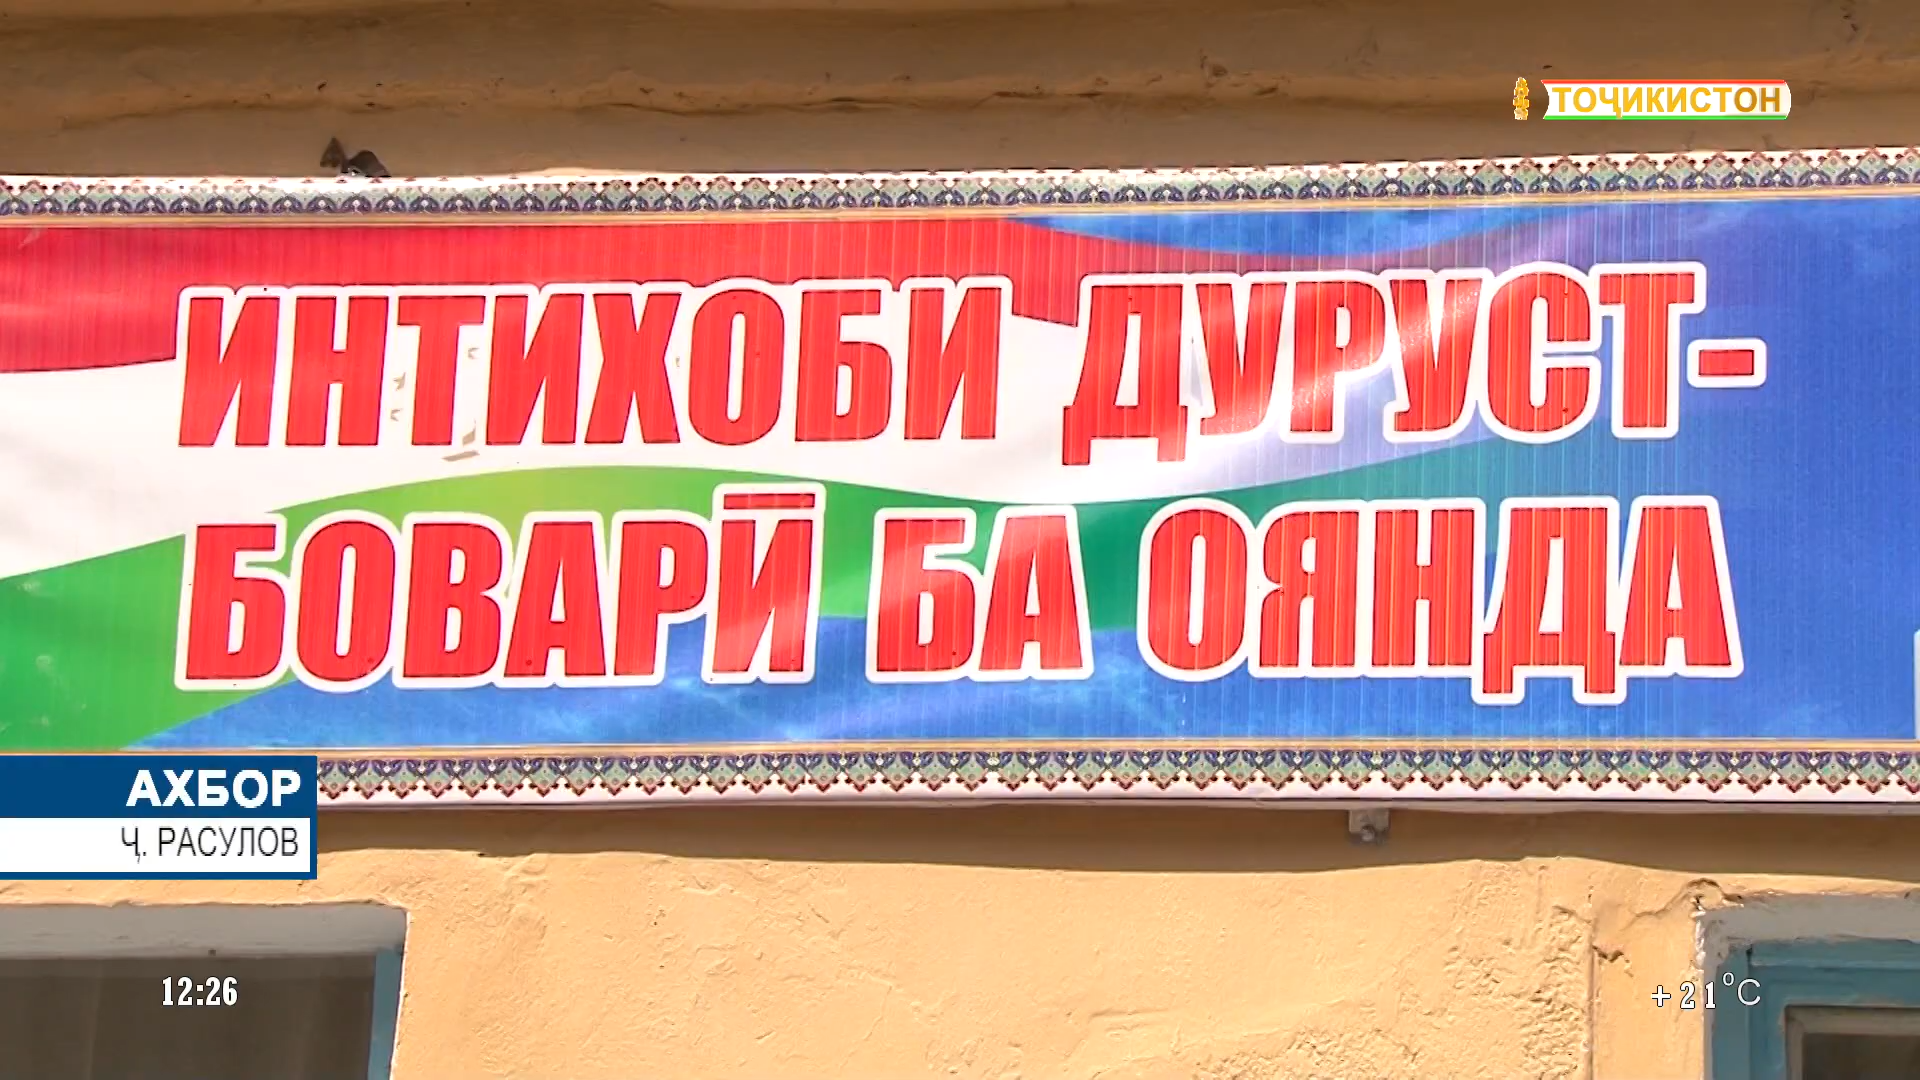 ТОҶИКИСТОН
ИНТИХОБИ ДУРУСТ-
БОВАРӢ БА ОЯНДА
АХБОР
Ҷ. РАСУЛОВ
12:26
+21°C